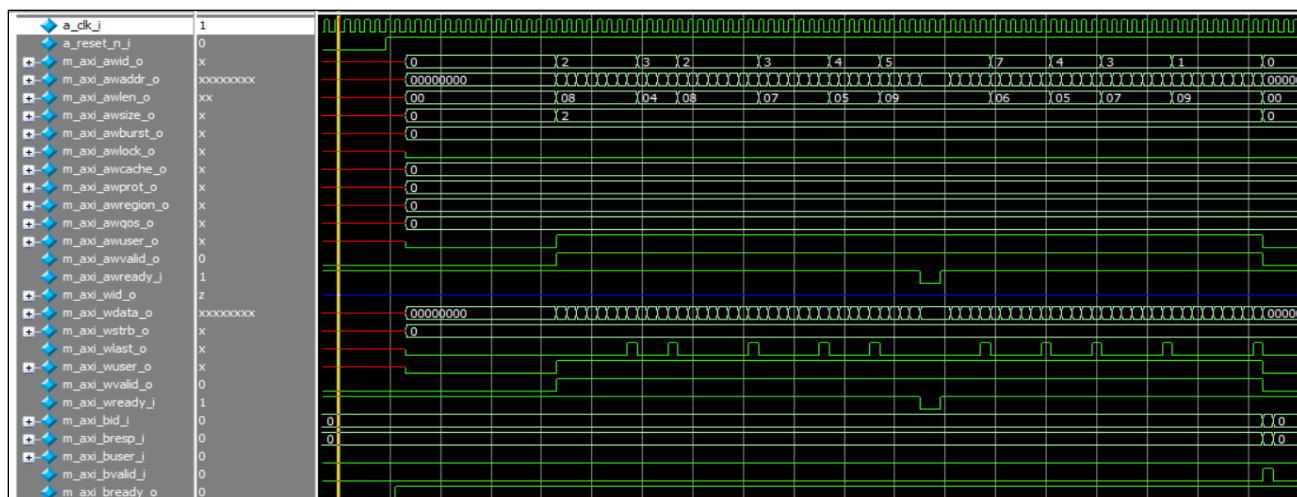 a_clk_i 1
a_reset_n_i 0
m_axi_awid_o x 0 2 3 2 3 4 5 7 4 3 1 0
m_axi_awaddr_o xxxxxxxx 00000000 0000
m_axi_awlen_o xx 00 08 04 08 07 05 09 06 05 07 09 00
m_axi_awsize_o x 0 2 0
m_axi_awburst_o x 0
m_axi_awlock_o x
m_axi_awcache_o x 0
m_axi_awprot_o x 0
m_axi_awregion_o x 0
m_axi_awqos_o x 0
m_axi_awuser_o x
m_axi_awvalid_o 0
m_axi_awready_i 1
m_axi_wid_o z
m_axi_wdata_o xxxxxxxx 00000000 0000
m_axi_wstrb_o x 0
m_axi_wlast_o x
m_axi_wuser_o x
m_axi_wvalid_o 0
m_axi_wready_i 1
m_axi_bid_i 0 0 0
m_axi_bresp_i 0 0 0
m_axi_buser_i 0
m_axi_bvalid_i 0
m_axi_bready_o 0